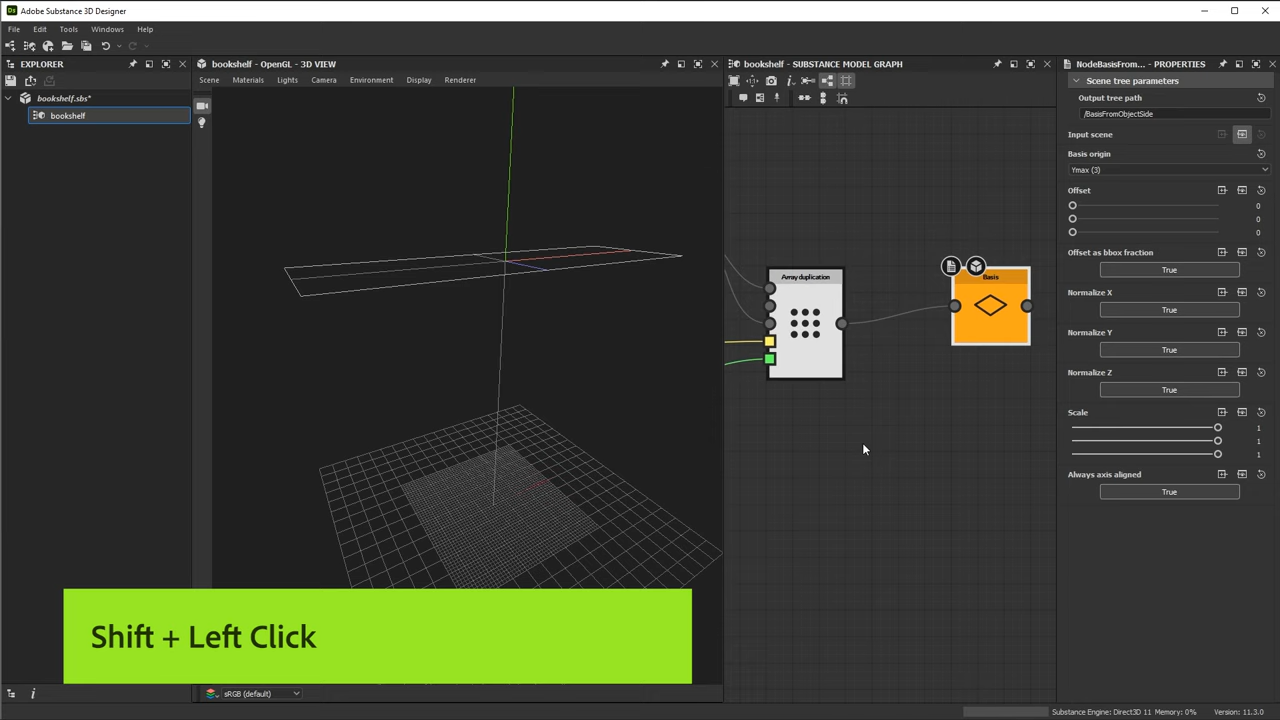 Ds Adobe Substance 3D Designer
File Edit Tools Windows Help
EXPLORER
bookshelf.sbs*
bookshelf
bookshelf - OpenGL - 3D VIEW
Scene Materials Lights Camera Environment Display Renderer
sRGB (default)
Shift + Left Click
bookshelf - SUBSTANCE MODEL GRAPH
Array duplication
Basis
NodeBasisFrom... - PROPERTIES
Scene tree parameters
Output tree path
/BasisFromObjectSide
Input scene
Basis origin
Ymax (3)
Offset
0
0
0
Offset as bbox fraction
True
Normalize X
True
Normalize Y
True
Normalize Z
True
Scale
1
1
1
Always axis aligned
True
Substance Engine: Direct3D 11 Memory: 0% Version: 11.3.0